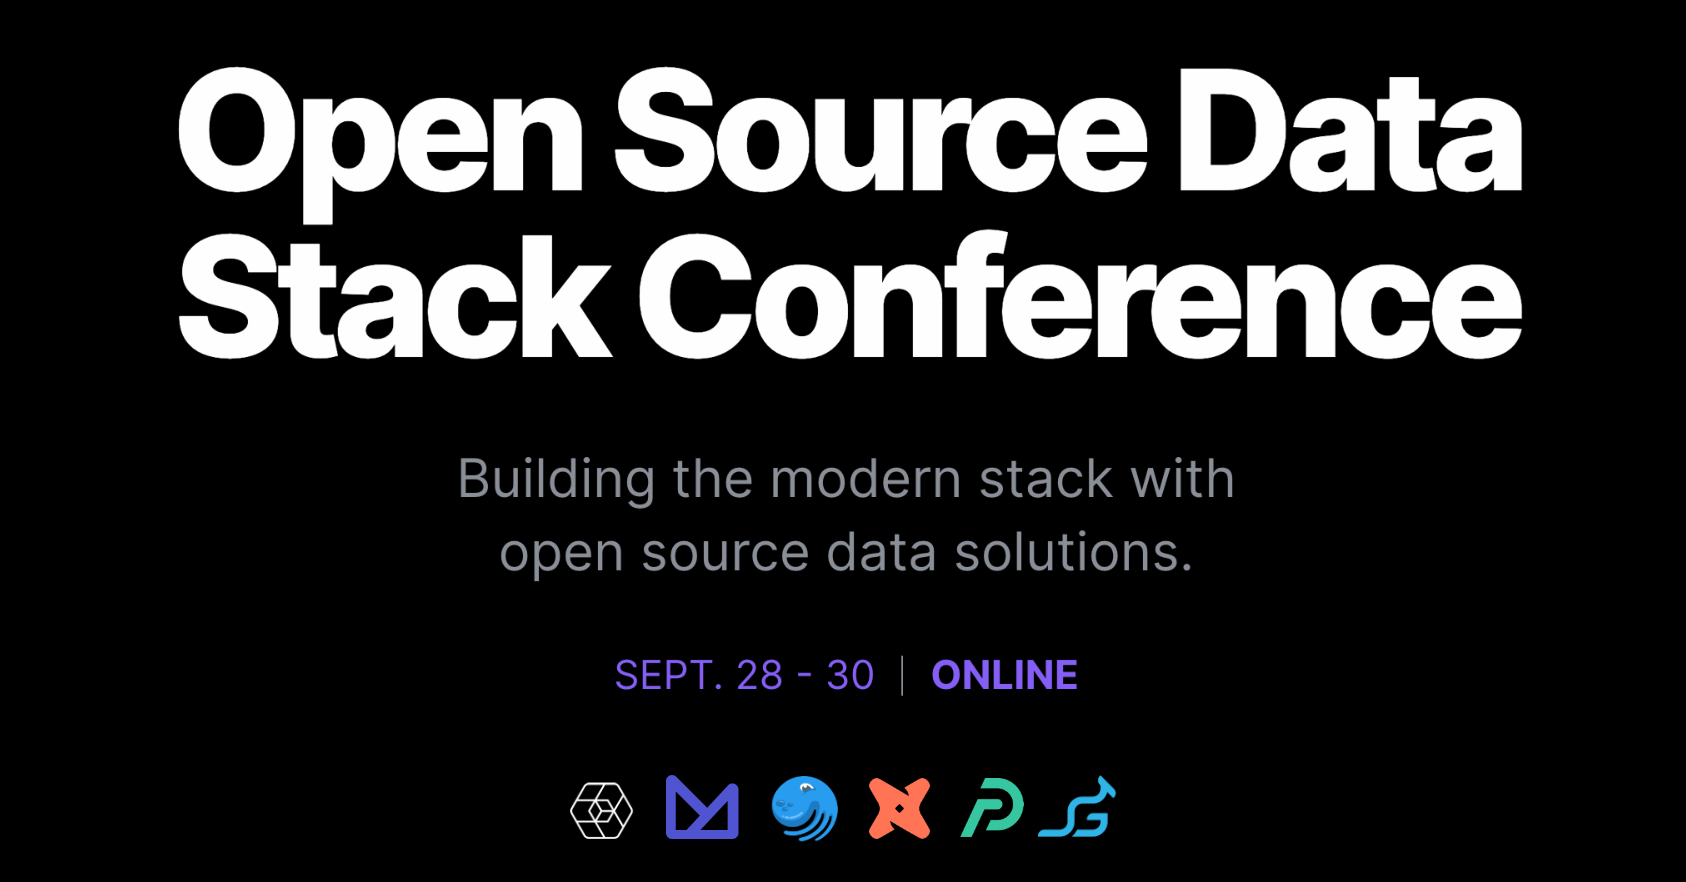 Open Source Data
Stack Conference
Building the modern stack with
open source data solutions.
SEPT. 28 - 30 | ONLINE